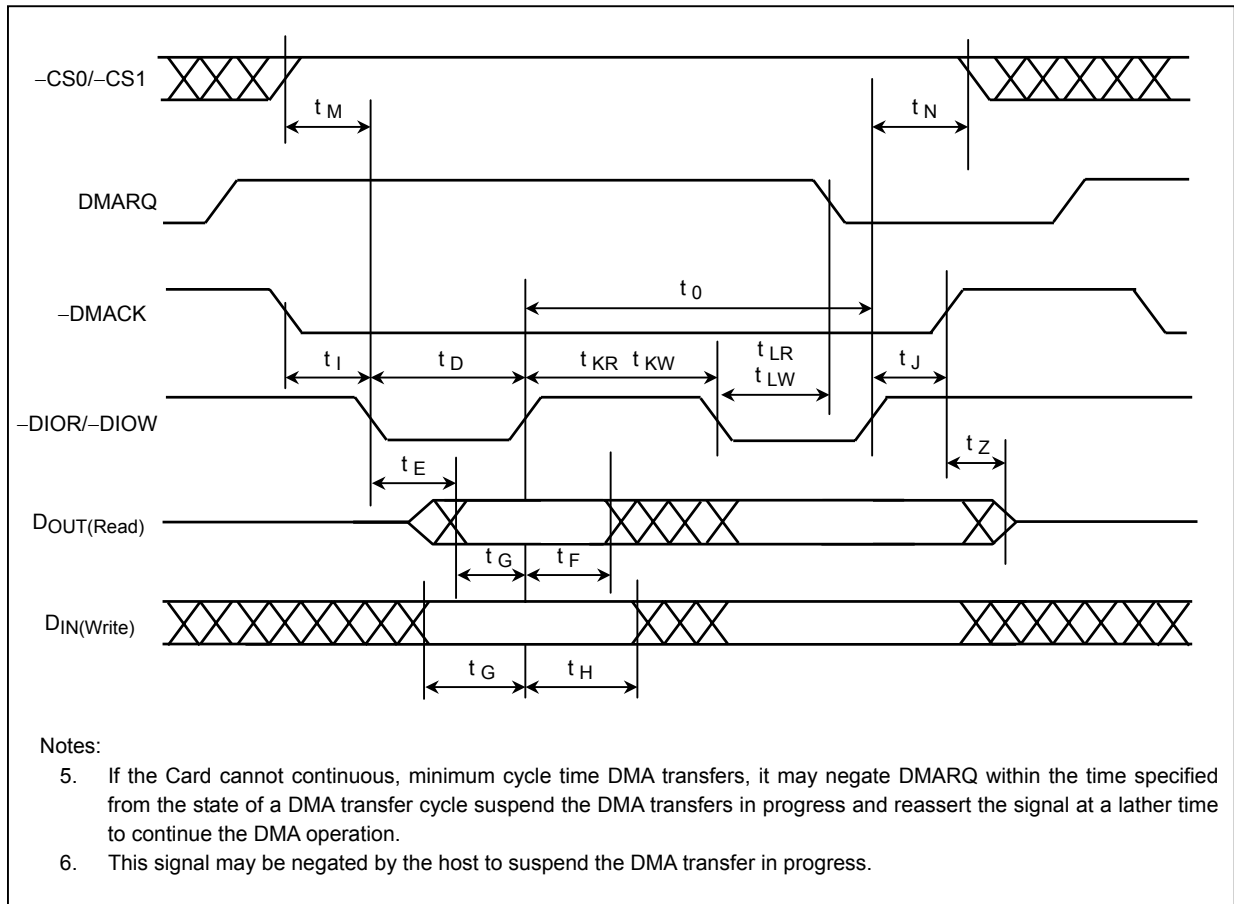 –CS0/–CS1
t M
t N
DMARQ
t 0
–DMACK
t I
t D
t KR t KW
t LR
t LW
t J
–DIOR/–DIOW
t E
t Z
DOUT(Read)
t G
t F
DIN(Write)
t G
t H
Notes:
5. If the Card cannot continuous, minimum cycle time DMA transfers, it may negate DMARQ within the time specified
from the state of a DMA transfer cycle suspend the DMA transfers in progress and reassert the signal at a lather time
to continue the DMA operation.
6. This signal may be negated by the host to suspend the DMA transfer in progress.